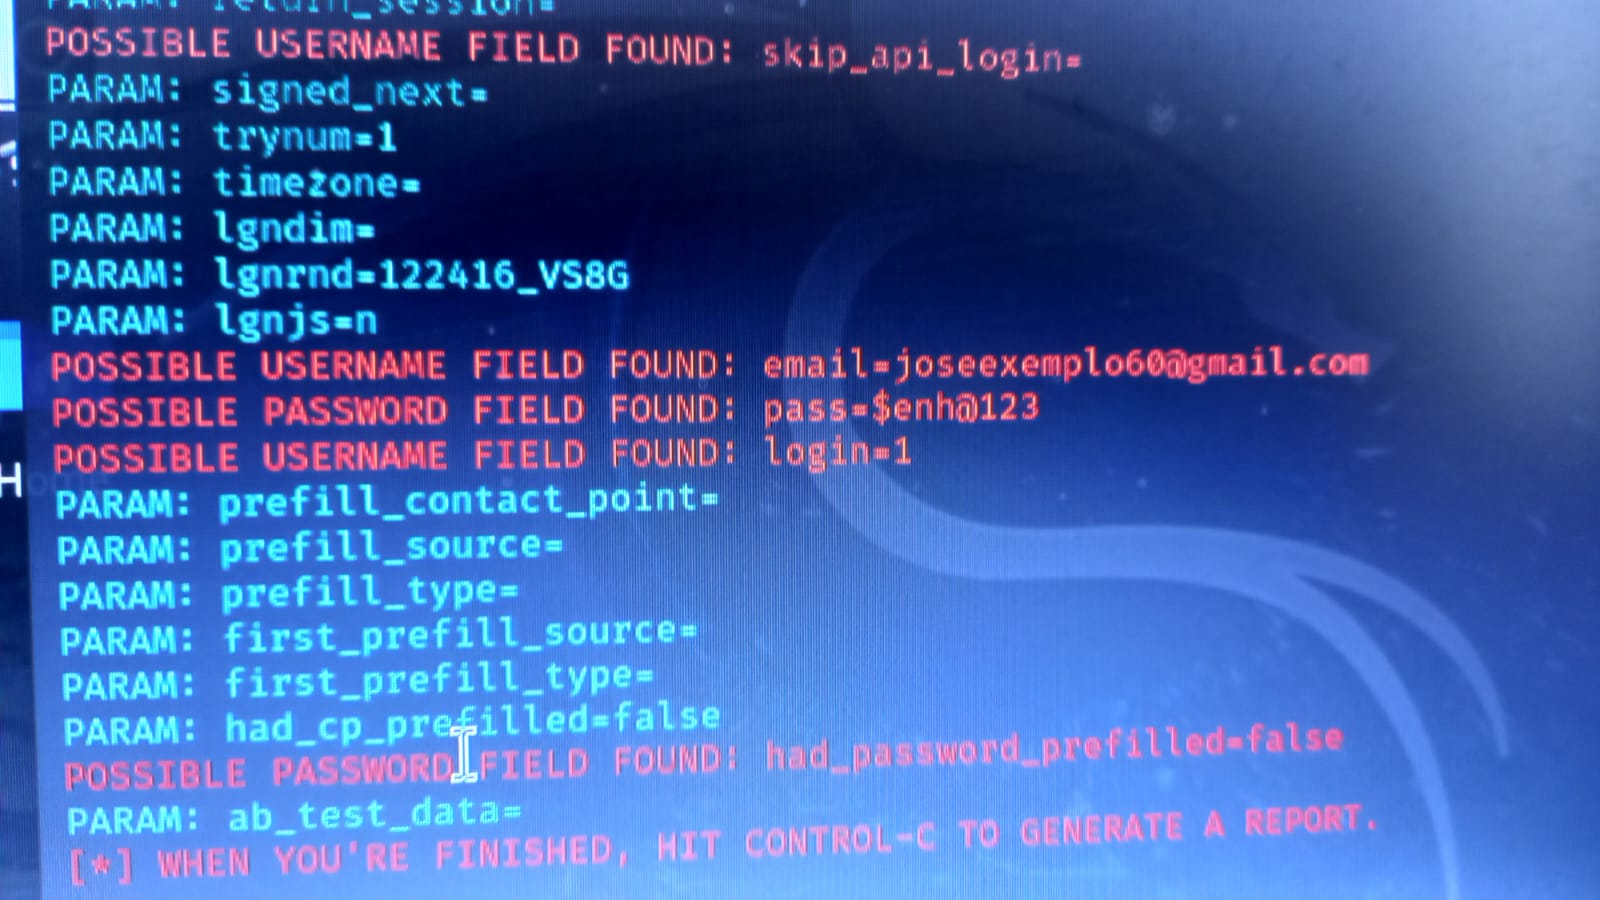 PARAM: return_session=
POSSIBLE USERNAME FIELD FOUND: skip_api_login=
PARAM: signed_next=
PARAM: trynum=1
PARAM: timezone=
PARAM: lgndim=
PARAM: lgnrnd=122416_VS8G
PARAM: lgnjs=n
POSSIBLE USERNAME FIELD FOUND: email=joseexemplo60@gmail.com
POSSIBLE PASSWORD FIELD FOUND: pass=$enh@123
POSSIBLE USERNAME FIELD FOUND: login=1
PARAM: prefill_contact_point=
PARAM: prefill_source=
PARAM: prefill_type=
PARAM: first_prefill_source=
PARAM: first_prefill_type=
PARAM: had_cp_prefilled=false
POSSIBLE PASSWORD FIELD FOUND: had_password_prefilled=false
PARAM: ab_test_data=
[*] WHEN YOU'RE FINISHED, HIT CONTROL-C TO GENERATE A REPORT.
Home